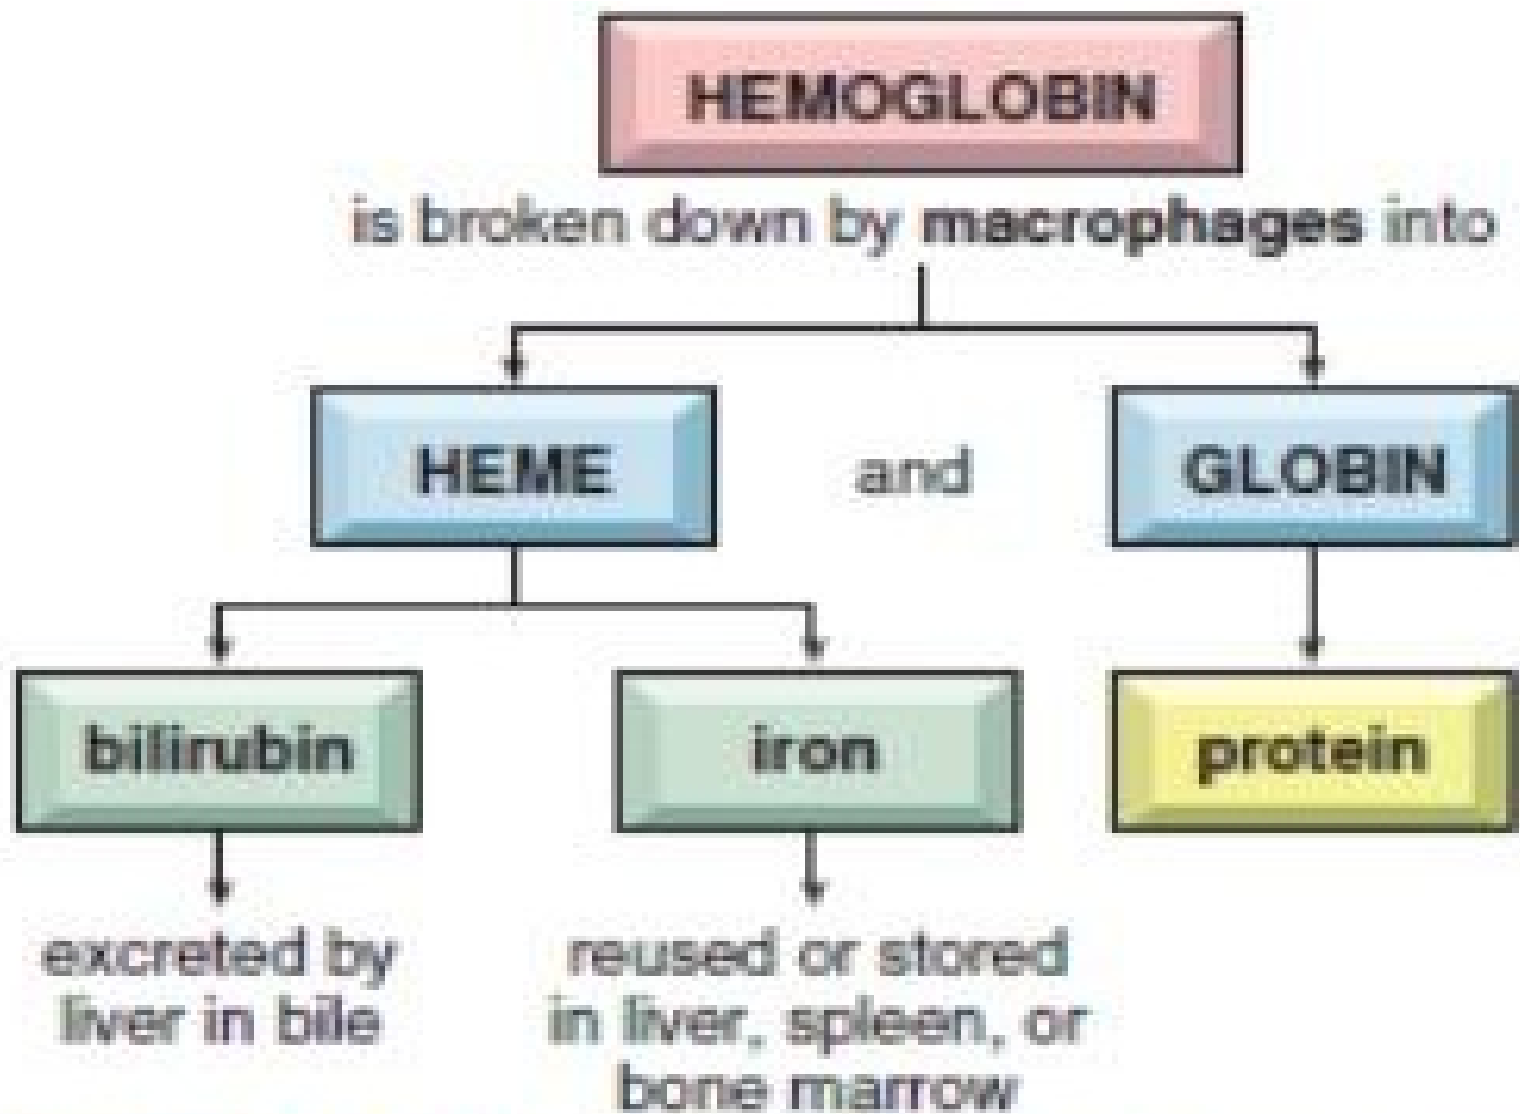 HEMOGLOBIN
is broken down by macrophages into
HEME and GLOBIN
bilirubin iron protein
excreted by
liver in bile
reused or stored
in liver, spleen, or
bone marrow